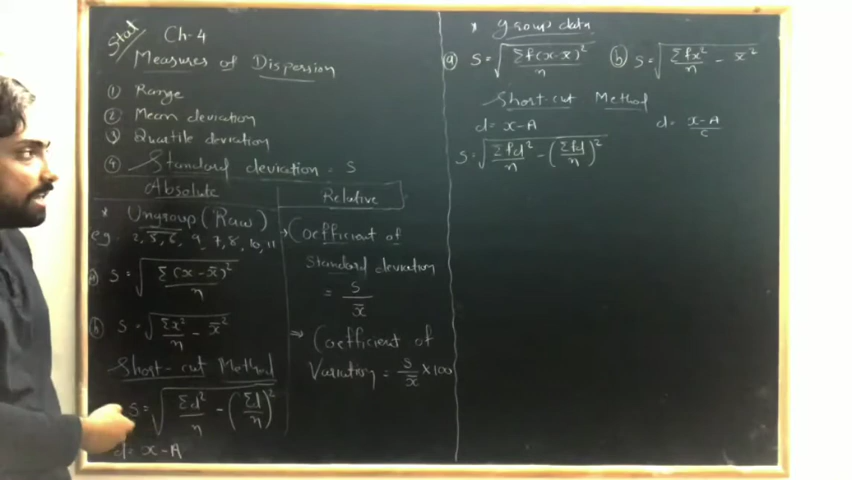 Stat
Ch-4
Measures of Dispersion
① Range
② Mean deviation
③ Quartile deviation
④ Standard deviation = S
Absolute
* Ungroup (Raw)
eg. 2, 5, 6, 9, 7, 8, 10, 11
ⓐ S = √(Σ(x-x̄)²/n)
ⓑ S = √(Σx²/n - x̄²)
Short-cut Method
S = √(Σd²/n - (Σd/n)²)
d = x-A
Relative
→ Coefficient of
Standard deviation
= S/x̄
⇒ Coefficient of
Variation = S/x̄ × 100
* group data
ⓐ S = √(Σf(x-x̄)²/n) ⓑ S = √(Σfx²/n - x̄²)
Short-cut Method
d = x-A d = (x-A)/c
S = √(Σfd²/n - (Σfd/n)²)